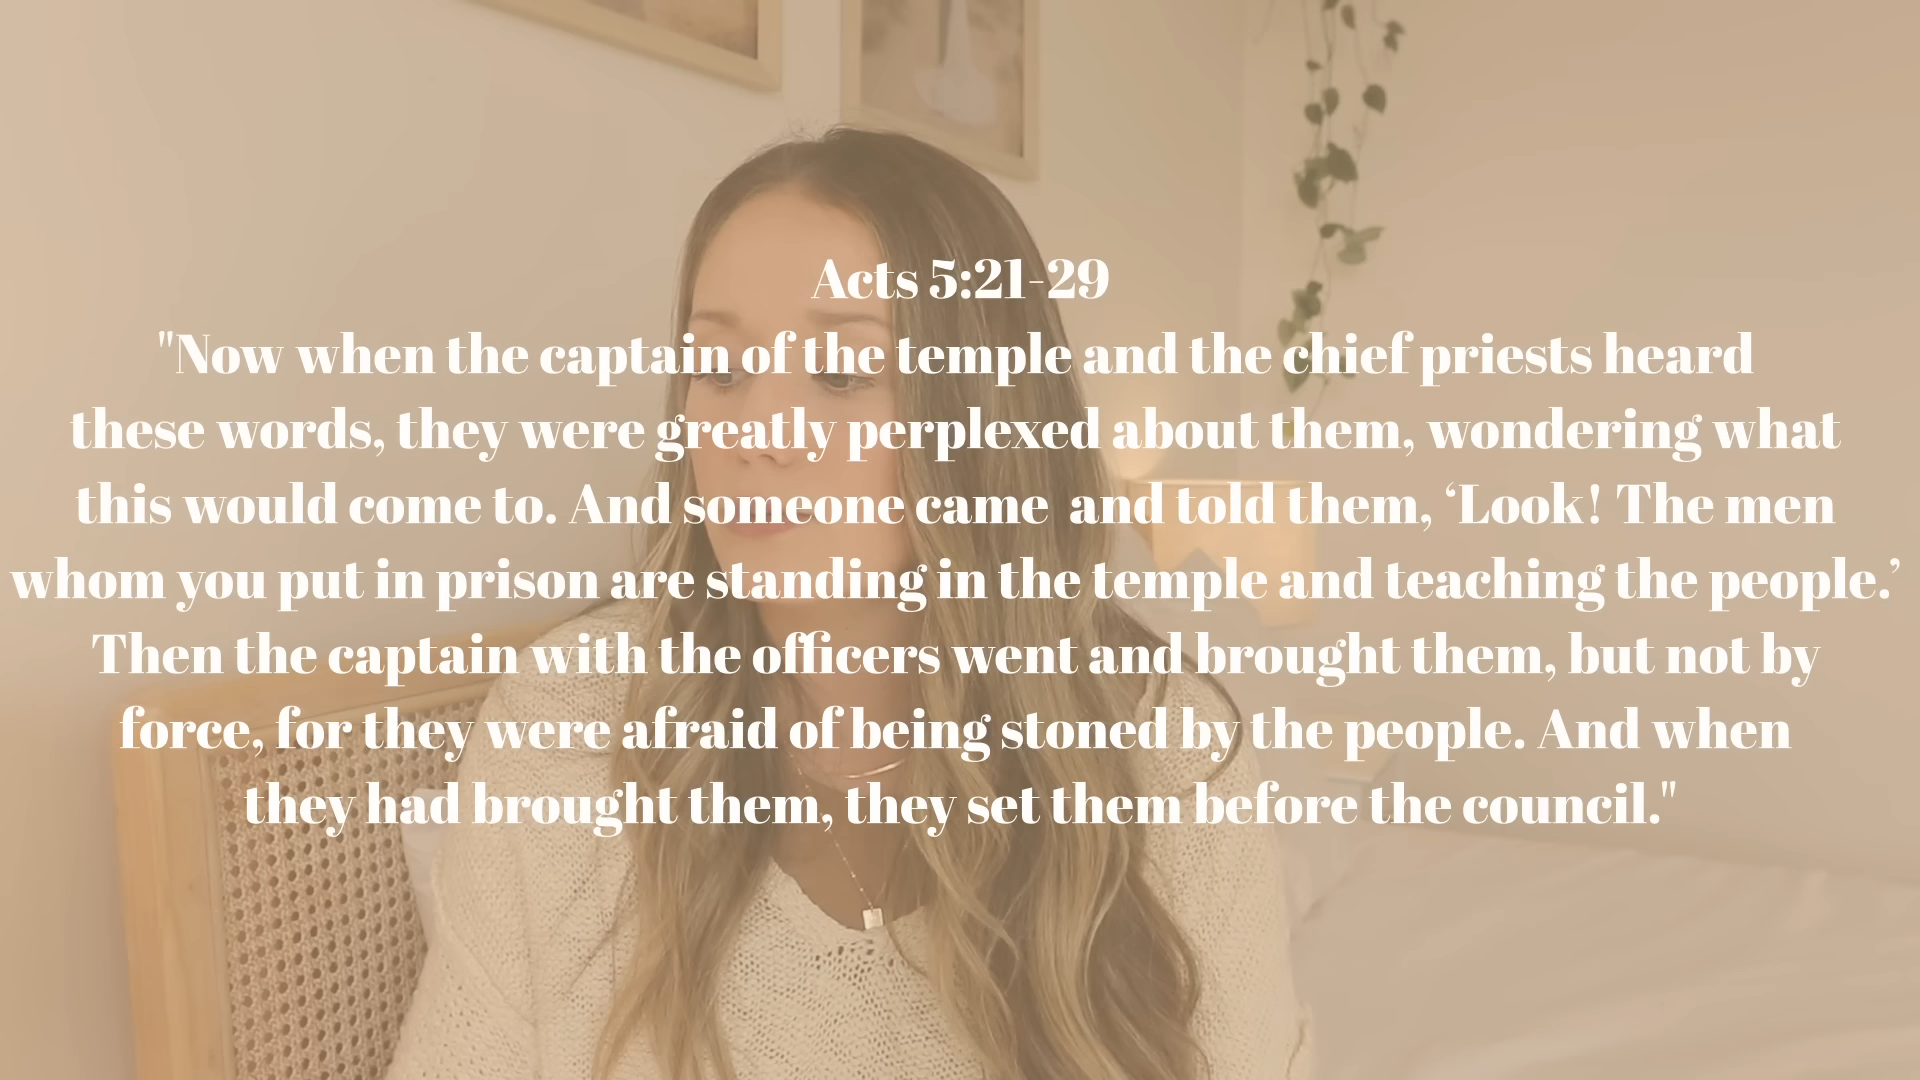 Acts 5:21-29
"Now when the captain of the temple and the chief priests heard
these words, they were greatly perplexed about them, wondering what
this would come to. And someone came  and told them, ‘Look! The men
whom you put in prison are standing in the temple and teaching the people.’
Then the captain with the officers went and brought them, but not by
force, for they were afraid of being stoned by the people. And when
they had brought them, they set them before the council."